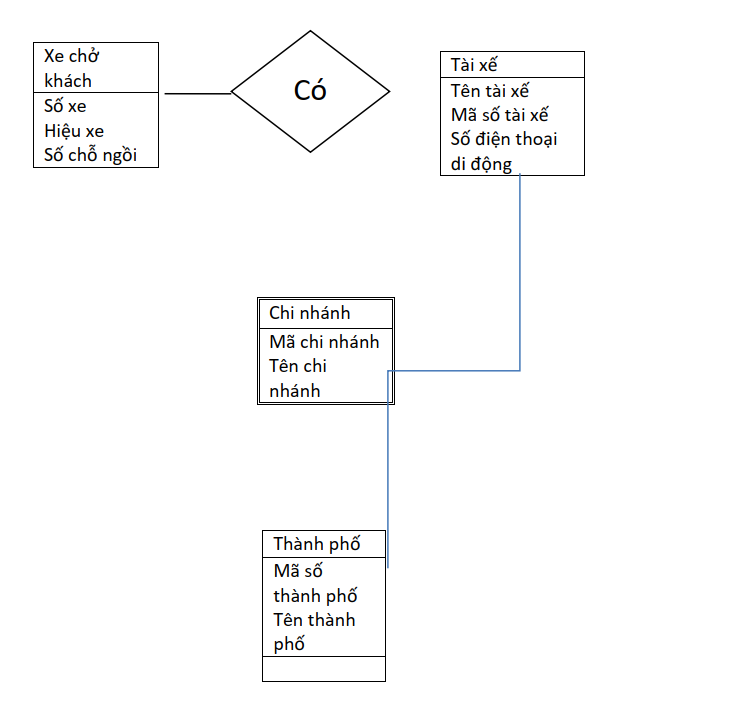 Xe chở
khách
Số xe
Hiệu xe
Số chỗ ngồi
Có
Tài xế
Tên tài xế
Mã số tài xế
Số điện thoại
di động
Chi nhánh
Mã chi nhánh
Tên chi
nhánh
Thành phố
Mã số
thành phố
Tên thành
phố